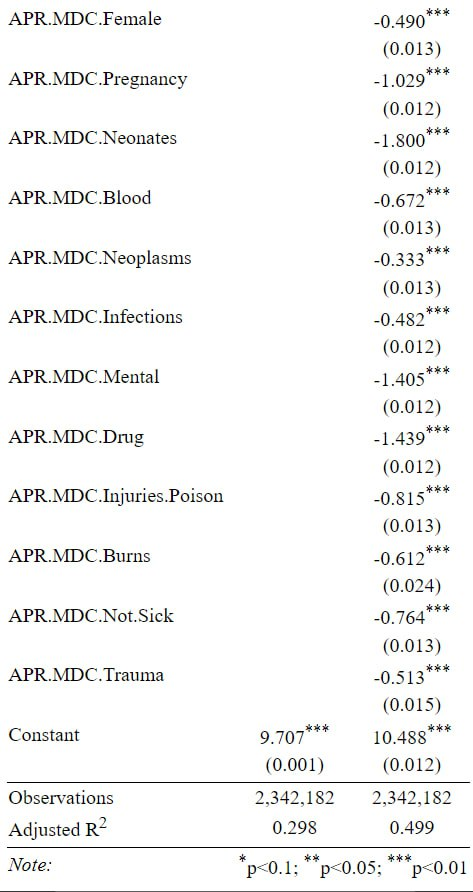 APR.MDC.Female -0.490***
(0.013)
APR.MDC.Pregnancy -1.029***
(0.012)
APR.MDC.Neonates -1.800***
(0.012)
APR.MDC.Blood -0.672***
(0.013)
APR.MDC.Neoplasms -0.333***
(0.013)
APR.MDC.Infections -0.482***
(0.012)
APR.MDC.Mental -1.405***
(0.012)
APR.MDC.Drug -1.439***
(0.012)
APR.MDC.Injuries.Poison -0.815***
(0.013)
APR.MDC.Burns -0.612***
(0.024)
APR.MDC.Not.Sick -0.764***
(0.013)
APR.MDC.Trauma -0.513***
(0.015)
Constant 9.707*** 10.488***
(0.001) (0.012)
Observations 2,342,182 2,342,182
Adjusted R2 0.298 0.499
Note: *p<0.1; **p<0.05; ***p<0.01